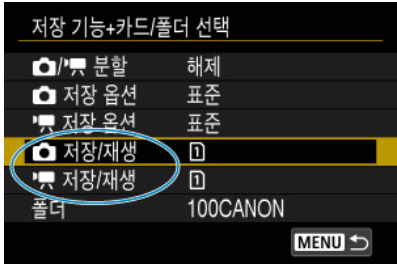 저장 기능+카드/폴더 선택
/ 분할 해제
저장 옵션 표준
저장 옵션 표준
저장/재생 1
저장/재생 1
폴더 100CANON
MENU